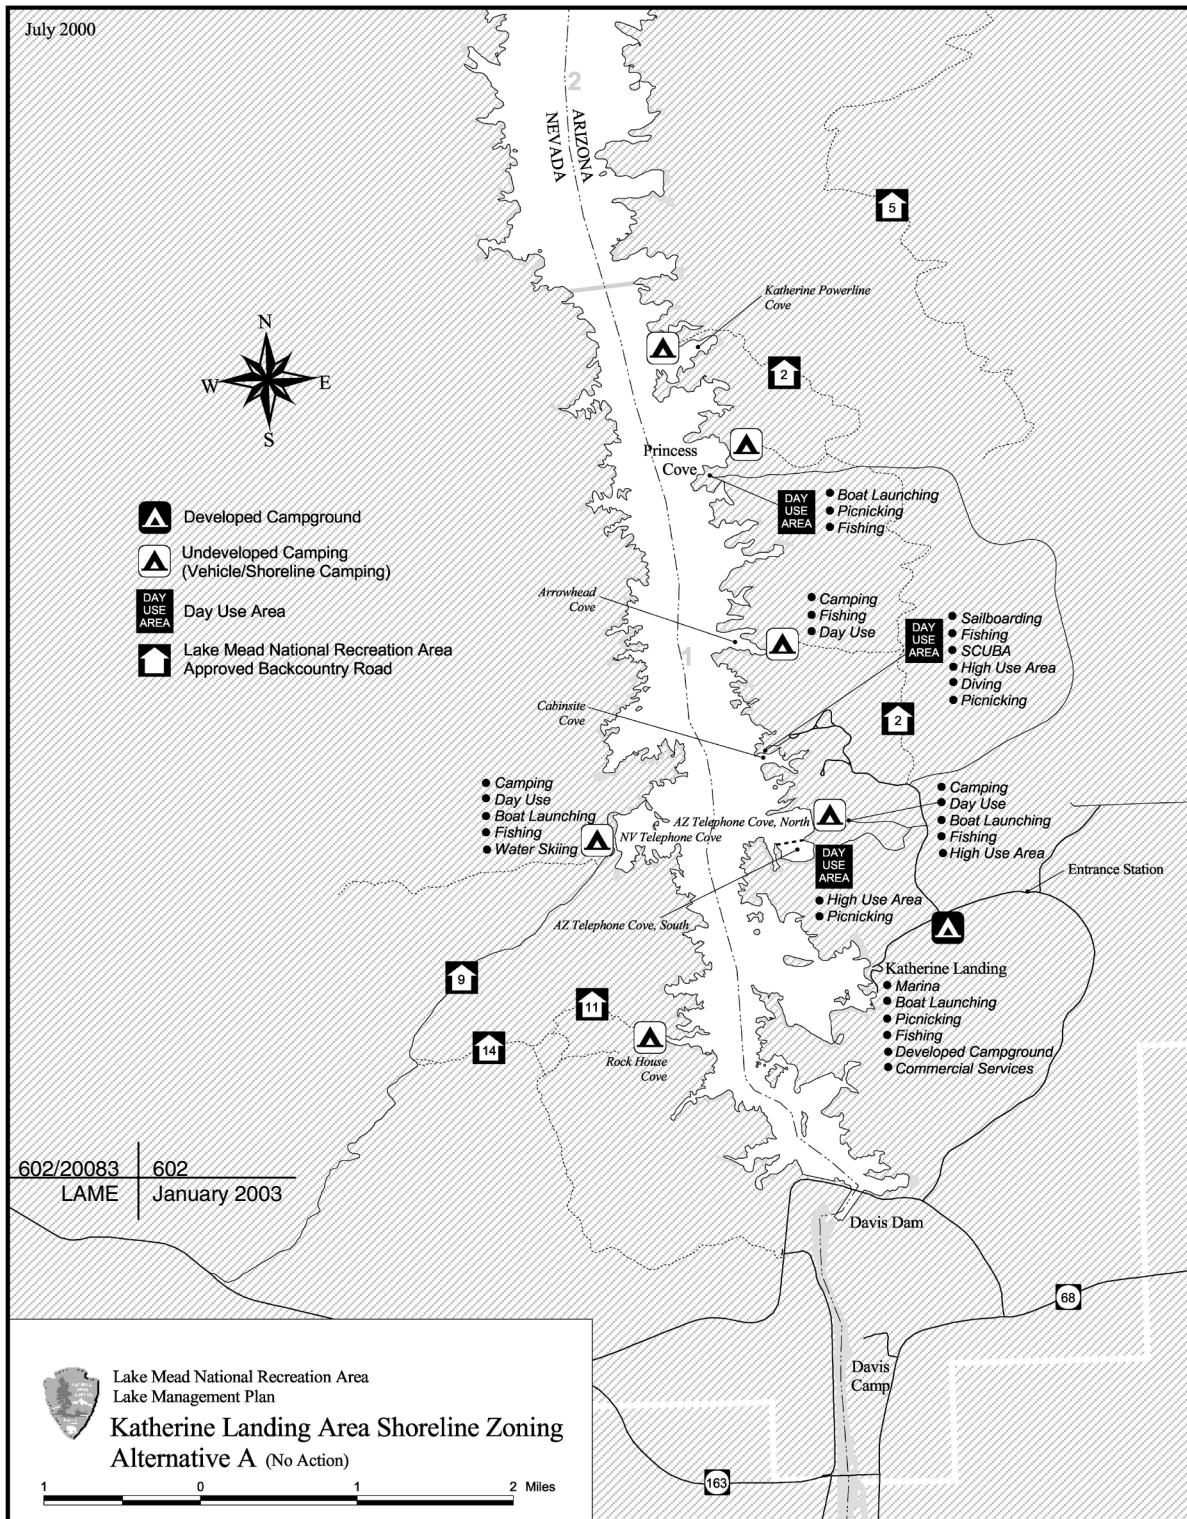 July 2000
2
ARIZONA
NEVADA
5
Katherine Powerline
Cove
N
W
E
S
2
Princess
Cove
DAY
USE
AREA
● Boat Launching
● Picnicking
● Fishing
Developed Campground
Undeveloped Camping
(Vehicle/Shoreline Camping)
DAY
USE
AREA
Day Use Area
Lake Mead National Recreation Area
Approved Backcountry Road
Arrowhead
Cove
● Camping
● Fishing
● Day Use
DAY
USE
AREA
● Sailboarding
● Fishing
● SCUBA
● High Use Area
● Diving
● Picnicking
1
Cabinsite
Cove
2
● Camping
● Day Use
● Boat Launching
● Fishing
● Water Skiing
NV Telephone Cove
AZ Telephone Cove, North
● Camping
● Day Use
● Boat Launching
● Fishing
● High Use Area
DAY
USE
AREA
● High Use Area
● Picnicking
Entrance Station
AZ Telephone Cove, South
9
11
14
Rock House
Cove
Katherine Landing
● Marina
● Boat Launching
● Picnicking
● Fishing
● Developed Campground
● Commercial Services
602/20083
LAME
602
January 2003
Davis Dam
68
Davis
Camp
163
Lake Mead National Recreation Area
Lake Management Plan
Katherine Landing Area Shoreline Zoning
Alternative A (No Action)
1 0 1 2 Miles